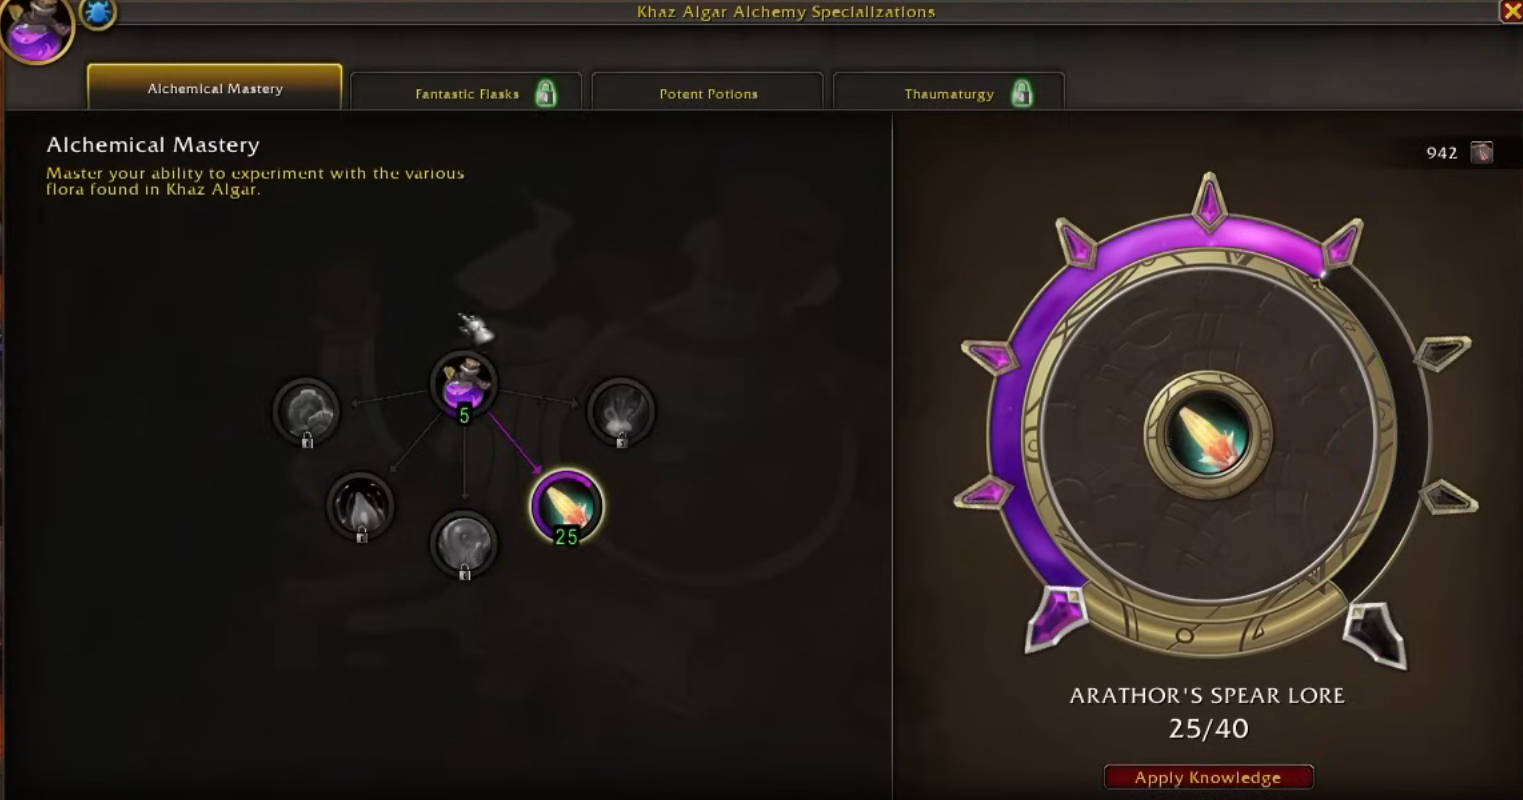 Khaz Algar Alchemy Specializations
Alchemical Mastery
Fantastic Flasks
Potent Potions
Thaumaturgy
Alchemical Mastery
Master your ability to experiment with the various
flora found in Khaz Algar.
942
5
25
ARATHOR'S SPEAR LORE
25/40
Apply Knowledge